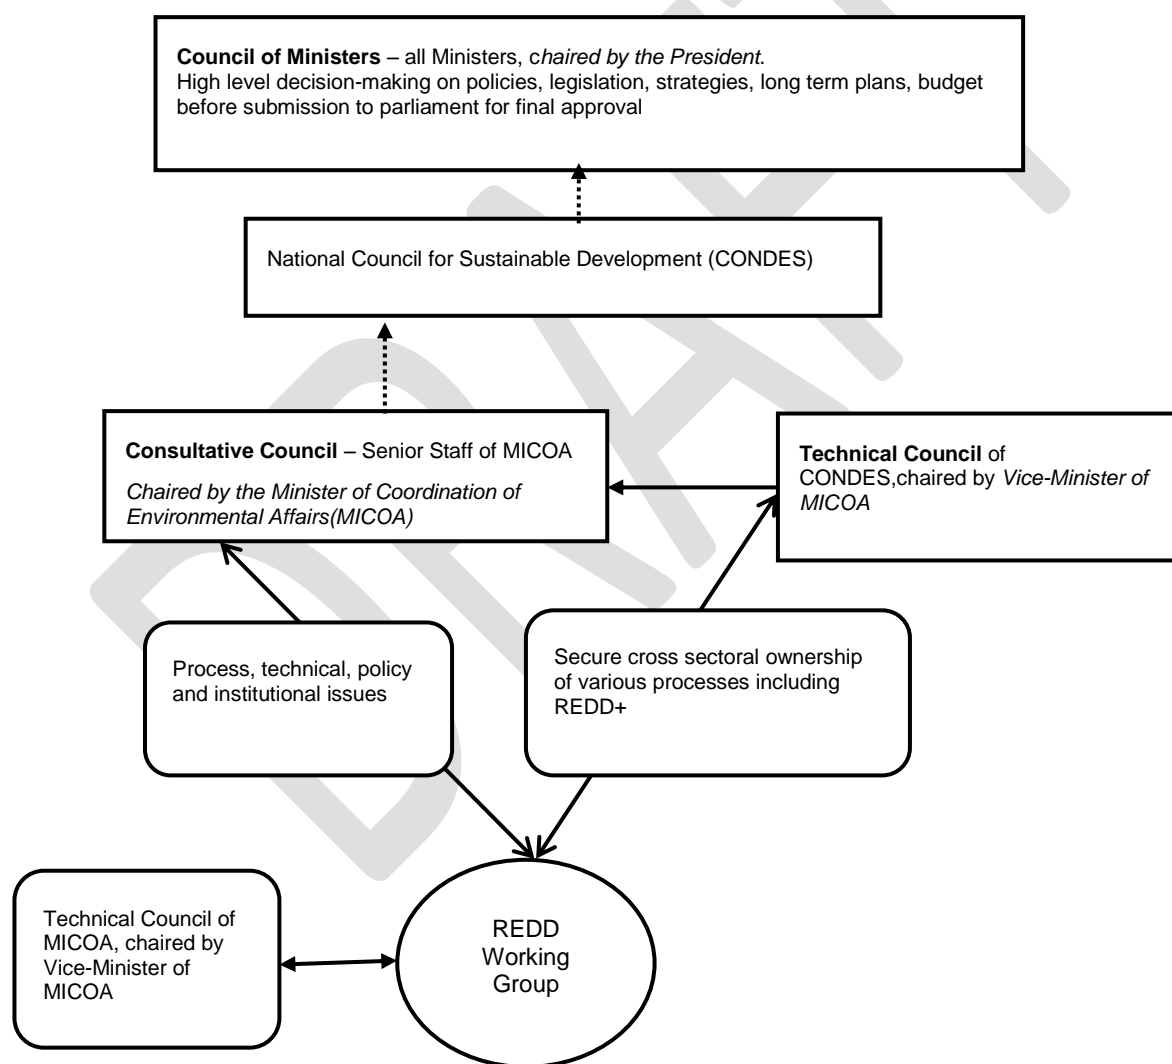 Council of Ministers – all Ministers, chaired by the President.
High level decision-making on policies, legislation, strategies, long term plans, budget
before submission to parliament for final approval
National Council for Sustainable Development (CONDES)
Consultative Council – Senior Staff of MICOA
Chaired by the Minister of Coordination of
Environmental Affairs(MICOA)
Technical Council of
CONDES,chaired by Vice-Minister of
MICOA
Process, technical, policy
and institutional issues
Secure cross sectoral ownership
of various processes including
REDD+
Technical Council of
MICOA, chaired by
Vice-Minister of
MICOA
REDD
Working
Group
DRAFT